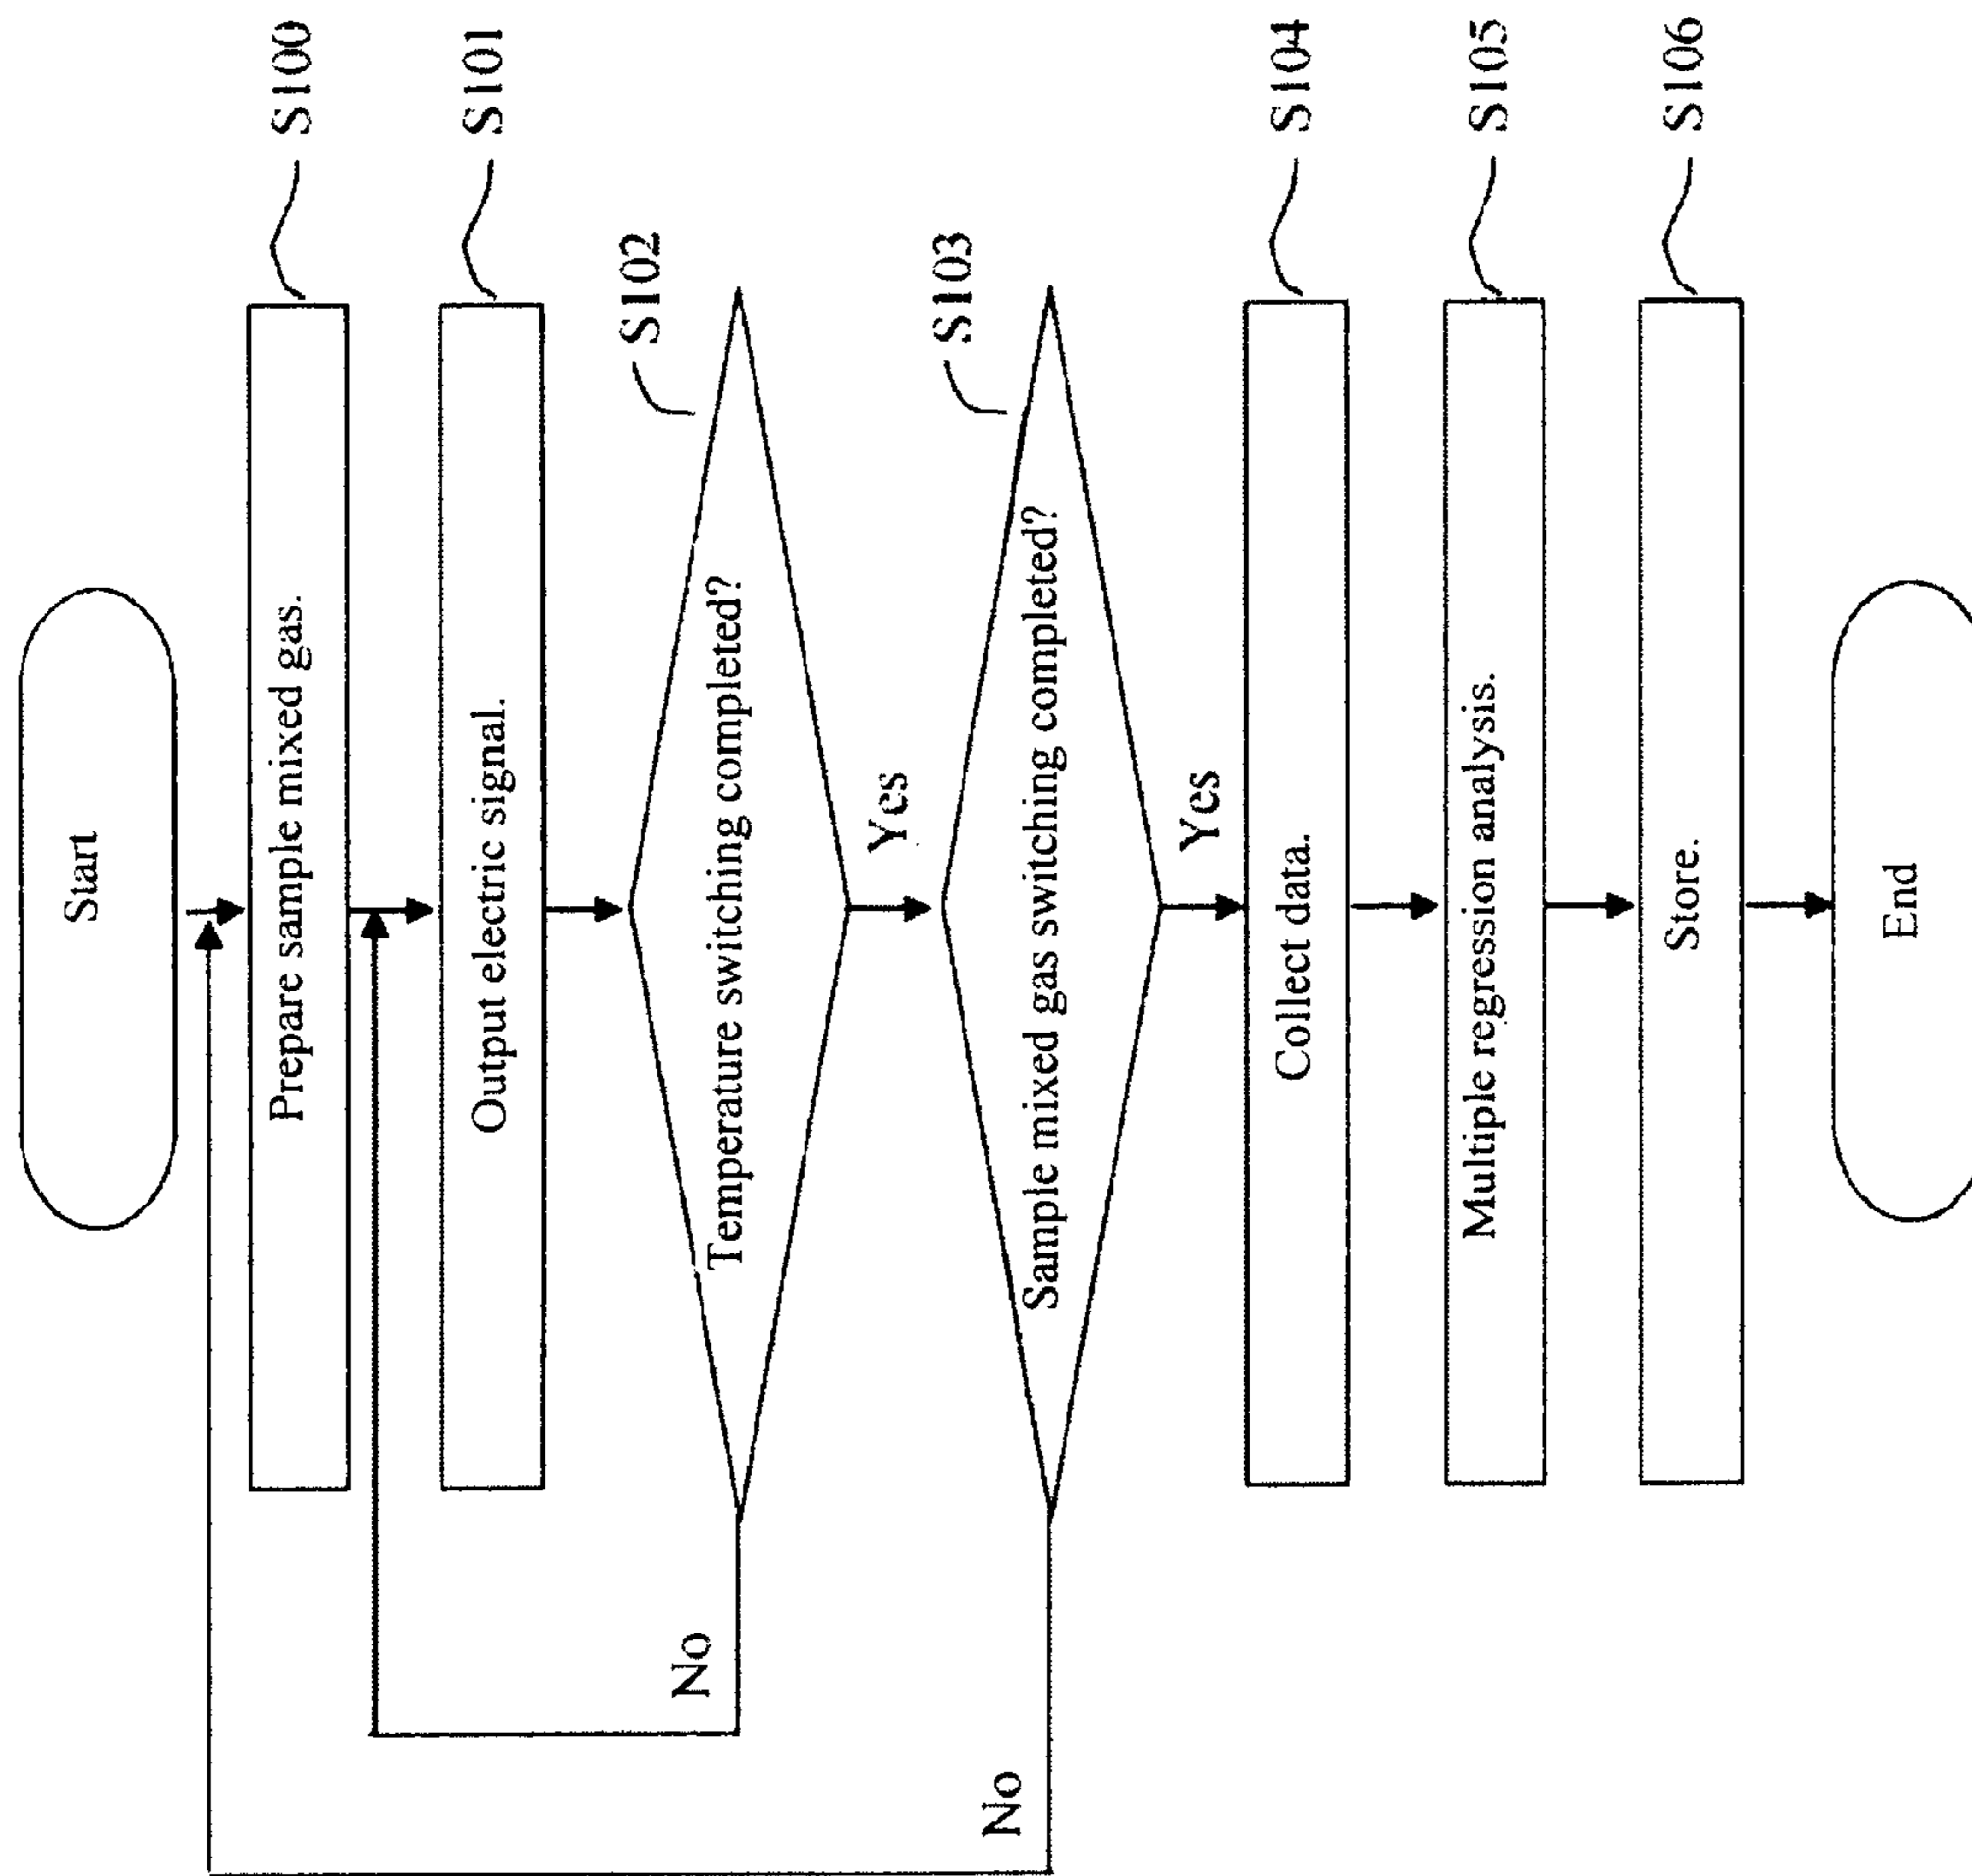 Start
Prepare sample mixed gas.
S100
Output electric signal.
S101
Temperature switching completed?
S102
No
Yes
Sample mixed gas switching completed?
S103
No
Yes
Collect data.
S104
Multiple regression analysis.
S105
Store.
S106
End